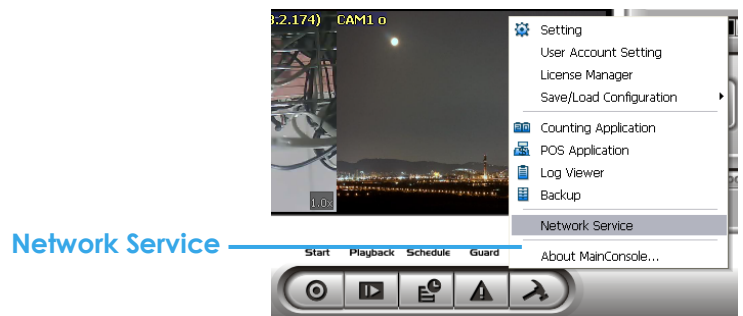 3.2.174) CAM1 o
Setting
User Account Setting
License Manager
Save/Load Configuration
Counting Application
POS Application
Log Viewer
Backup
1.0x
Network Service
Network Service
Start Playback Schedule Guard
About MainConsole...